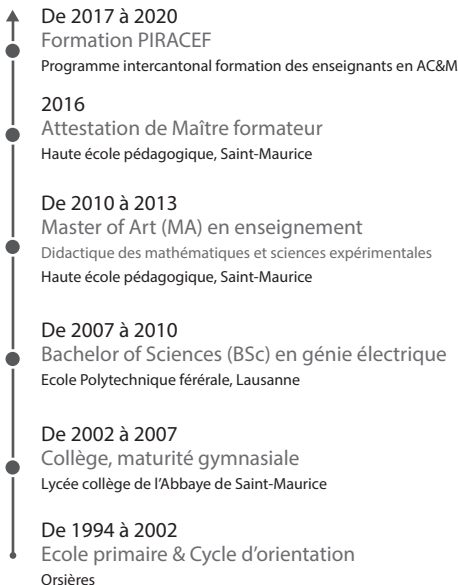 De 2017 à 2020
Formation PIRACEF
Programme intercantonal formation des enseignants en AC&M
2016
Attestation de Maître formateur
Haute école pédagogique, Saint-Maurice
De 2010 à 2013
Master of Art (MA) en enseignement
Didactique des mathématiques et sciences expérimentales
Haute école pédagogique, Saint-Maurice
De 2007 à 2010
Bachelor of Sciences (BSc) en génie électrique
Ecole Polytechnique férérale, Lausanne
De 2002 à 2007
Collège, maturité gymnasiale
Lycée collège de l'Abbaye de Saint-Maurice
De 1994 à 2002
Ecole primaire & Cycle d'orientation
Orsières